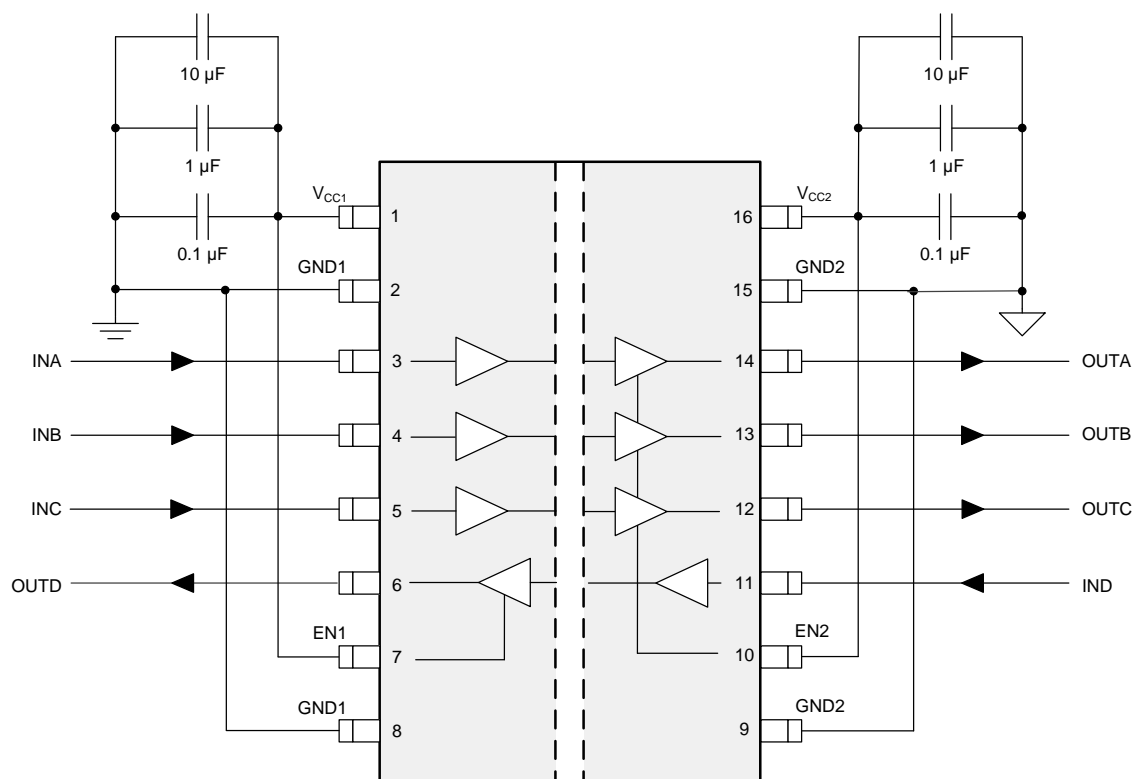 10 µF
10 µF
1 µF
1 µF
VCC1
1
16
VCC2
0.1 µF
0.1 µF
GND1
2
15
GND2
INA
3
14
OUTA
INB
4
13
OUTB
INC
5
12
OUTC
OUTD
6
11
IND
EN1
7
10
EN2
GND1
8
9
GND2